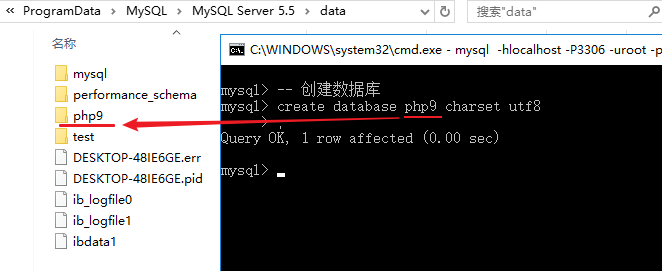 ProgramData > MySQL > MySQL Server 5.5 > data
搜索"data"
名称
mysql
performance_schema
php9
test
DESKTOP-48IE6GE.err
DESKTOP-48IE6GE.pid
ib_logfile0
ib_logfile1
ibdata1
C:\WINDOWS\system32\cmd.exe - mysql -hlocalhost -P3306 -uroot -p
mysql> -- 创建数据库
mysql> create database php9 charset utf8
> ;
Query OK, 1 row affected (0.00 sec)
mysql>